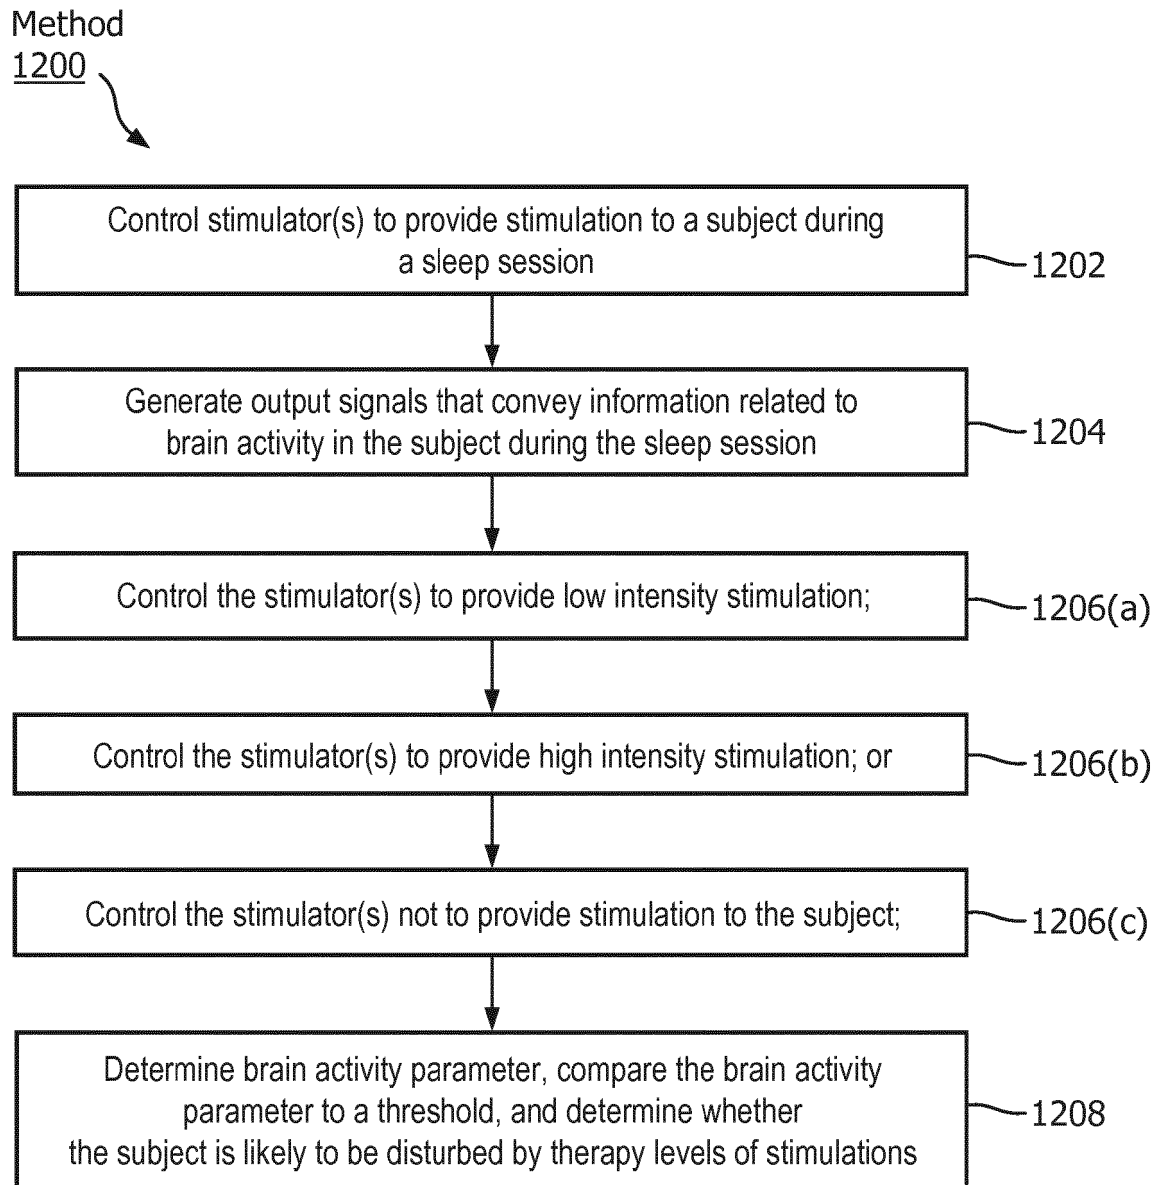 Method
1200
Control stimulator(s) to provide stimulation to a subject during
a sleep session
1202
Generate output signals that convey information related to
brain activity in the subject during the sleep session
1204
Control the stimulator(s) to provide low intensity stimulation;
1206(a)
Control the stimulator(s) to provide high intensity stimulation; or
1206(b)
Control the stimulator(s) not to provide stimulation to the subject;
1206(c)
Determine brain activity parameter, compare the brain activity
parameter to a threshold, and determine whether
the subject is likely to be disturbed by therapy levels of stimulations
1208